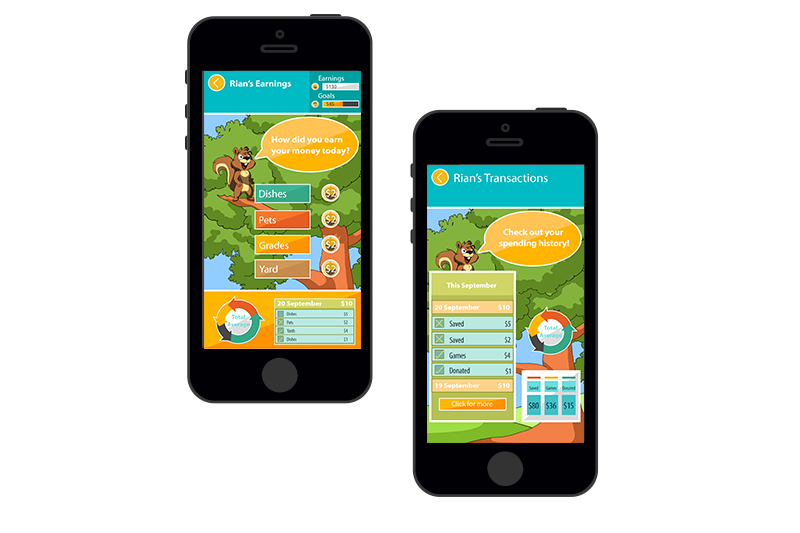 Rian's Earnings
Earnings
$130
Goals
$45
How did you earn
your money today?
Dishes
$2
Pets
$2
Grades
$2
Yard
$2
Total
Average
20 September $10
Dishes
Pets $2
Yards $4
Dishes $1
Rian's Transactions
Check out your
spending history!
This September
20 September $10
Saved $5
Saved $2
Games $4
Donated $1
19 September $10
Click for more
Total
Average
Saved Games Donated
$80 $36 $15